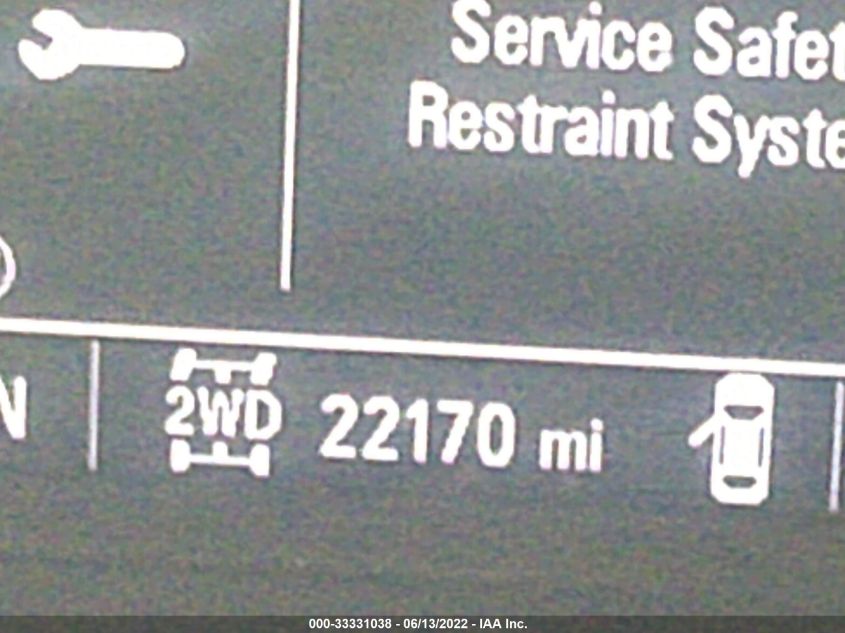 Service Safet
Restraint Syste
N
2WD 22170 mi
000-33331038 - 06/13/2022 - IAA Inc.